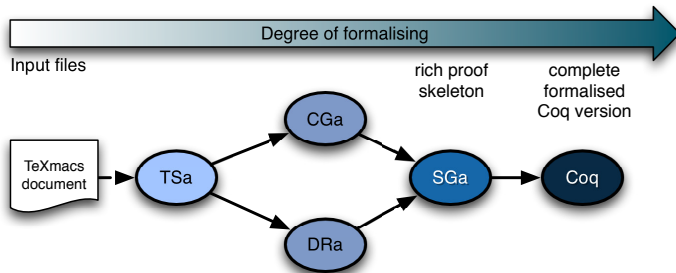 Degree of formalising
Input files
rich proof
skeleton
complete
formalised
Coq version
TeXmacs
document
TSa
CGa
DRa
SGa
Coq